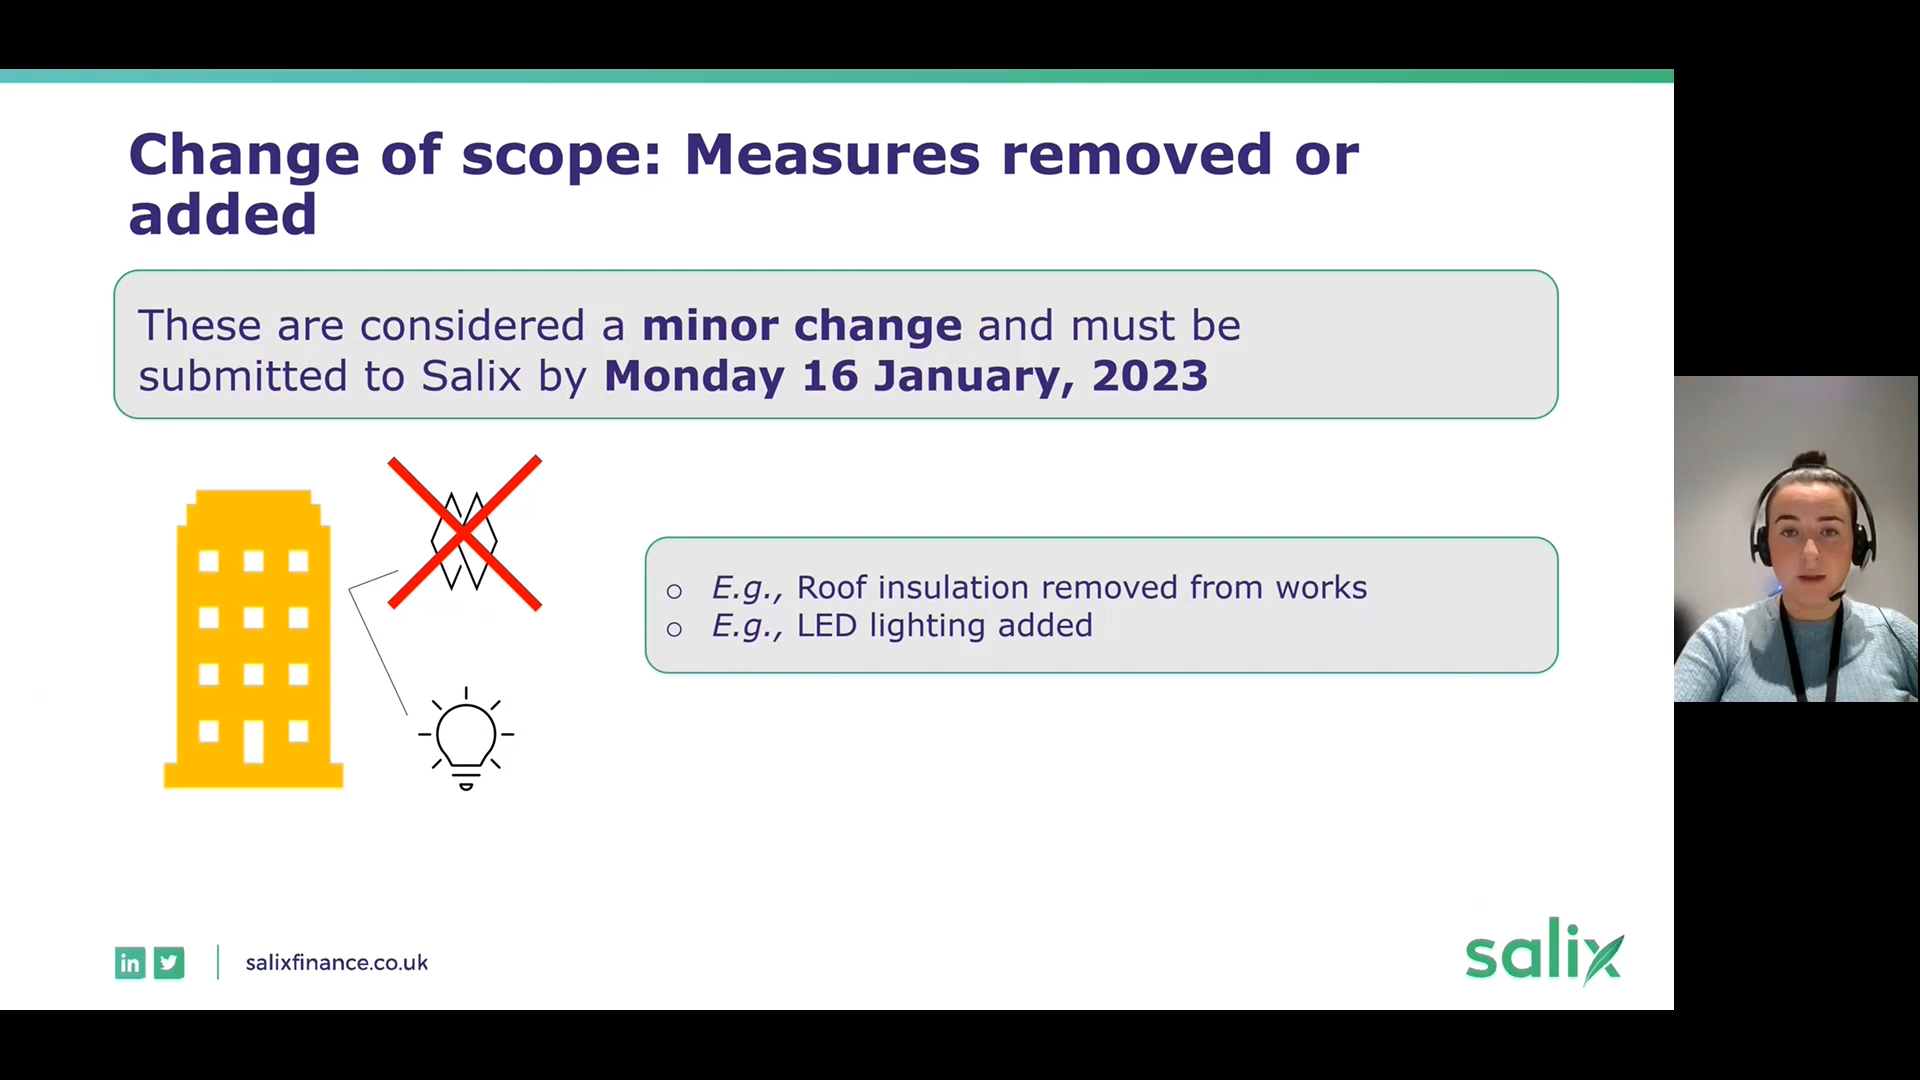 Change of scope: Measures removed or
added
These are considered a minor change and must be
submitted to Salix by Monday 16 January, 2023
E.g., Roof insulation removed from works
E.g., LED lighting added
in
salixfinance.co.uk
salix